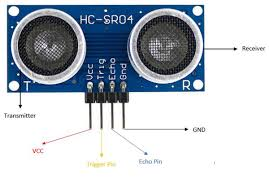 HC-SR04
Receiver
Vcc
Trig
Echo
Gnd
T
R
Transmitter
GND
VCC
Trigger Pin
Echo Pin